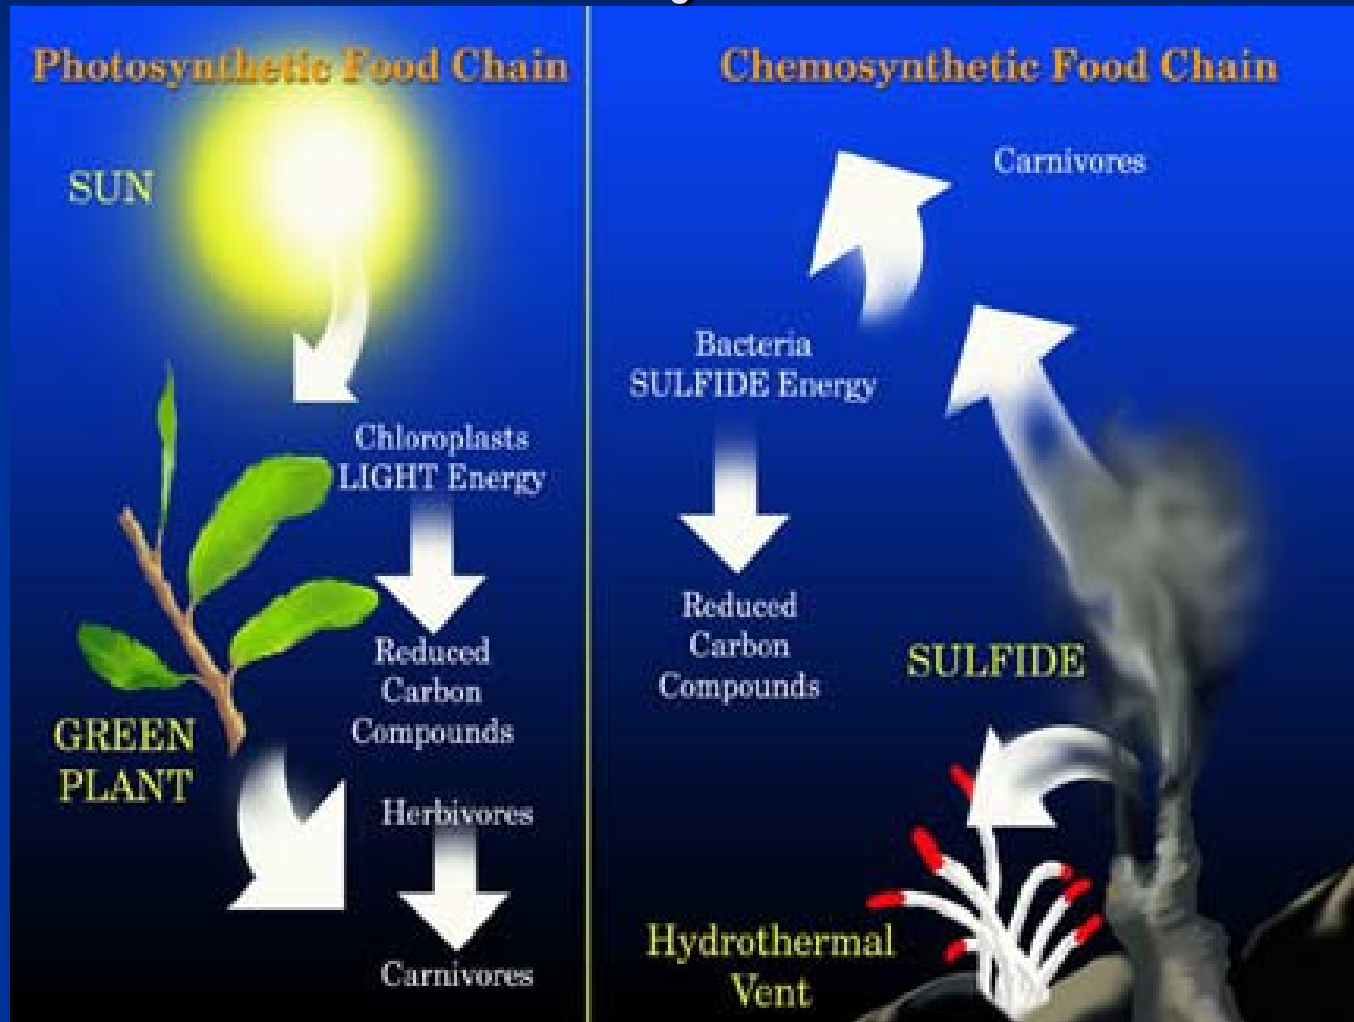 Photosynthetic Food Chain
SUN
Chloroplasts
LIGHT Energy
Reduced
Carbon
Compounds
GREEN
PLANT
Herbivores
Carnivores
Chemosynthetic Food Chain
Carnivores
Bacteria
SULFIDE Energy
Reduced
Carbon
Compounds
SULFIDE
Hydrothermal
Vent